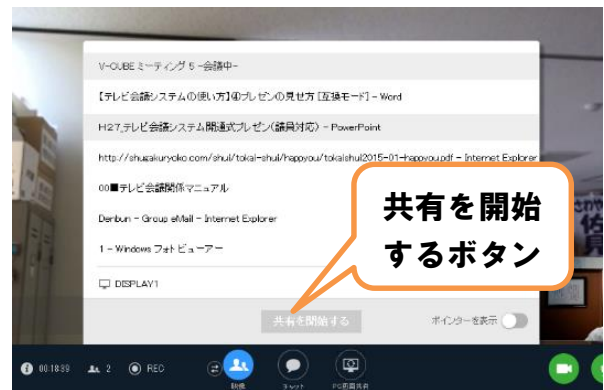 V-CUBE ミーティング 5 -会議中-
【テレビ会議システムの使い方】④プレゼンの見せ方 [互換モード] - Word
H27_テレビ会議システム開通式プレゼン(議員対応) - PowerPoint
http://shugakuryoko.com/shul/tokai-shul/happyou/tokaishul2015-01-happyou.pdf - Internet Explorer
00■テレビ会議関係マニュアル
Denbun - Group eMail - Internet Explorer
1 - Windows フォト ビューアー
DISPLAY1
共有を開始
するボタン
共有を開始する
ポインターを表示
00:18:39
2
REC
映像
チャット
PC画面共有